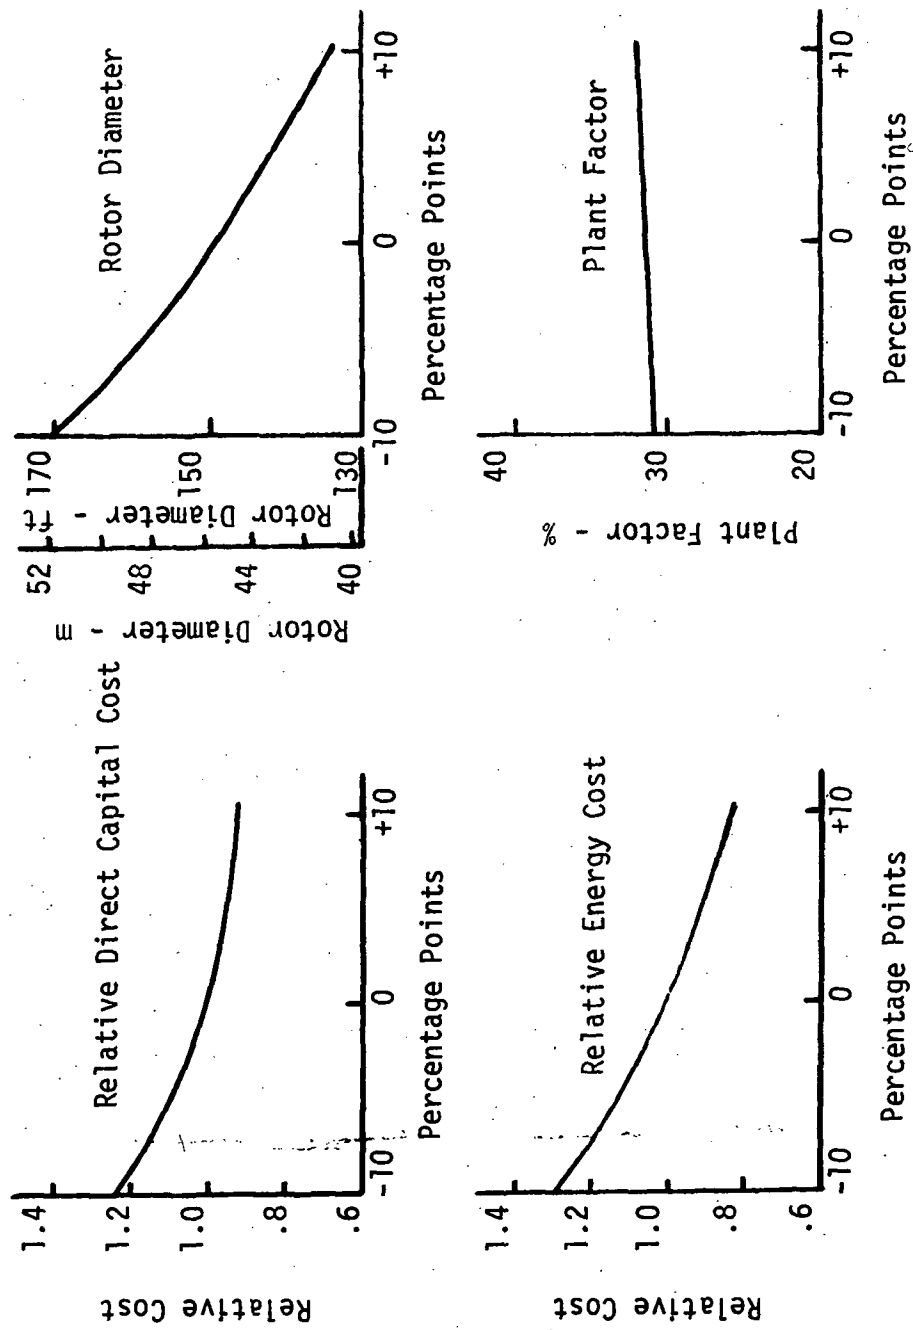 Relative Direct Capital Cost
Relative Cost
1.4
1.2
1.0
.8
.6
-10
0
+10
Percentage Points
Rotor Diameter
Rotor Diameter - m
52
48
44
40
Rotor Diameter - ft
170
150
130
-10
0
+10
Percentage Points
Relative Energy Cost
Relative Cost
1.4
1.2
1.0
.8
.6
-10
0
+10
Percentage Points
Plant Factor
Plant Factor - %
40
30
20
-10
0
+10
Percentage Points